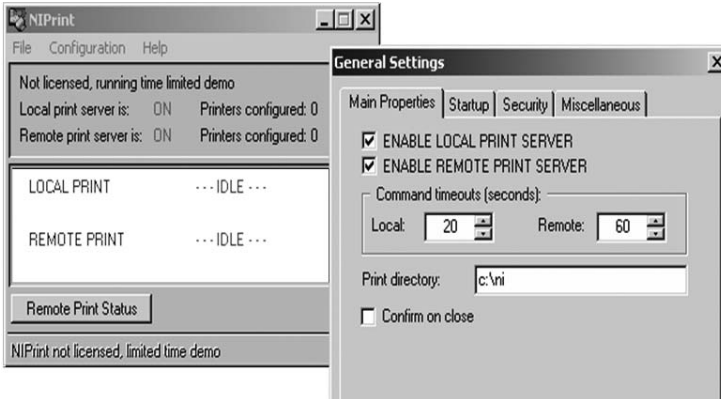 NIPrint
File Configuration Help
Not licensed, running time limited demo
Local print server is: ON Printers configured: 0
Remote print server is: ON Printers configured: 0
LOCAL PRINT - - - IDLE - - -
REMOTE PRINT - - - IDLE - - -
Remote Print Status
NIPrint not licensed, limited time demo
General Settings
Main Properties Startup Security Miscellaneous
ENABLE LOCAL PRINT SERVER
ENABLE REMOTE PRINT SERVER
Command timeouts (seconds):
Local: 20 Remote: 60
Print directory: c:\ni
Confirm on close